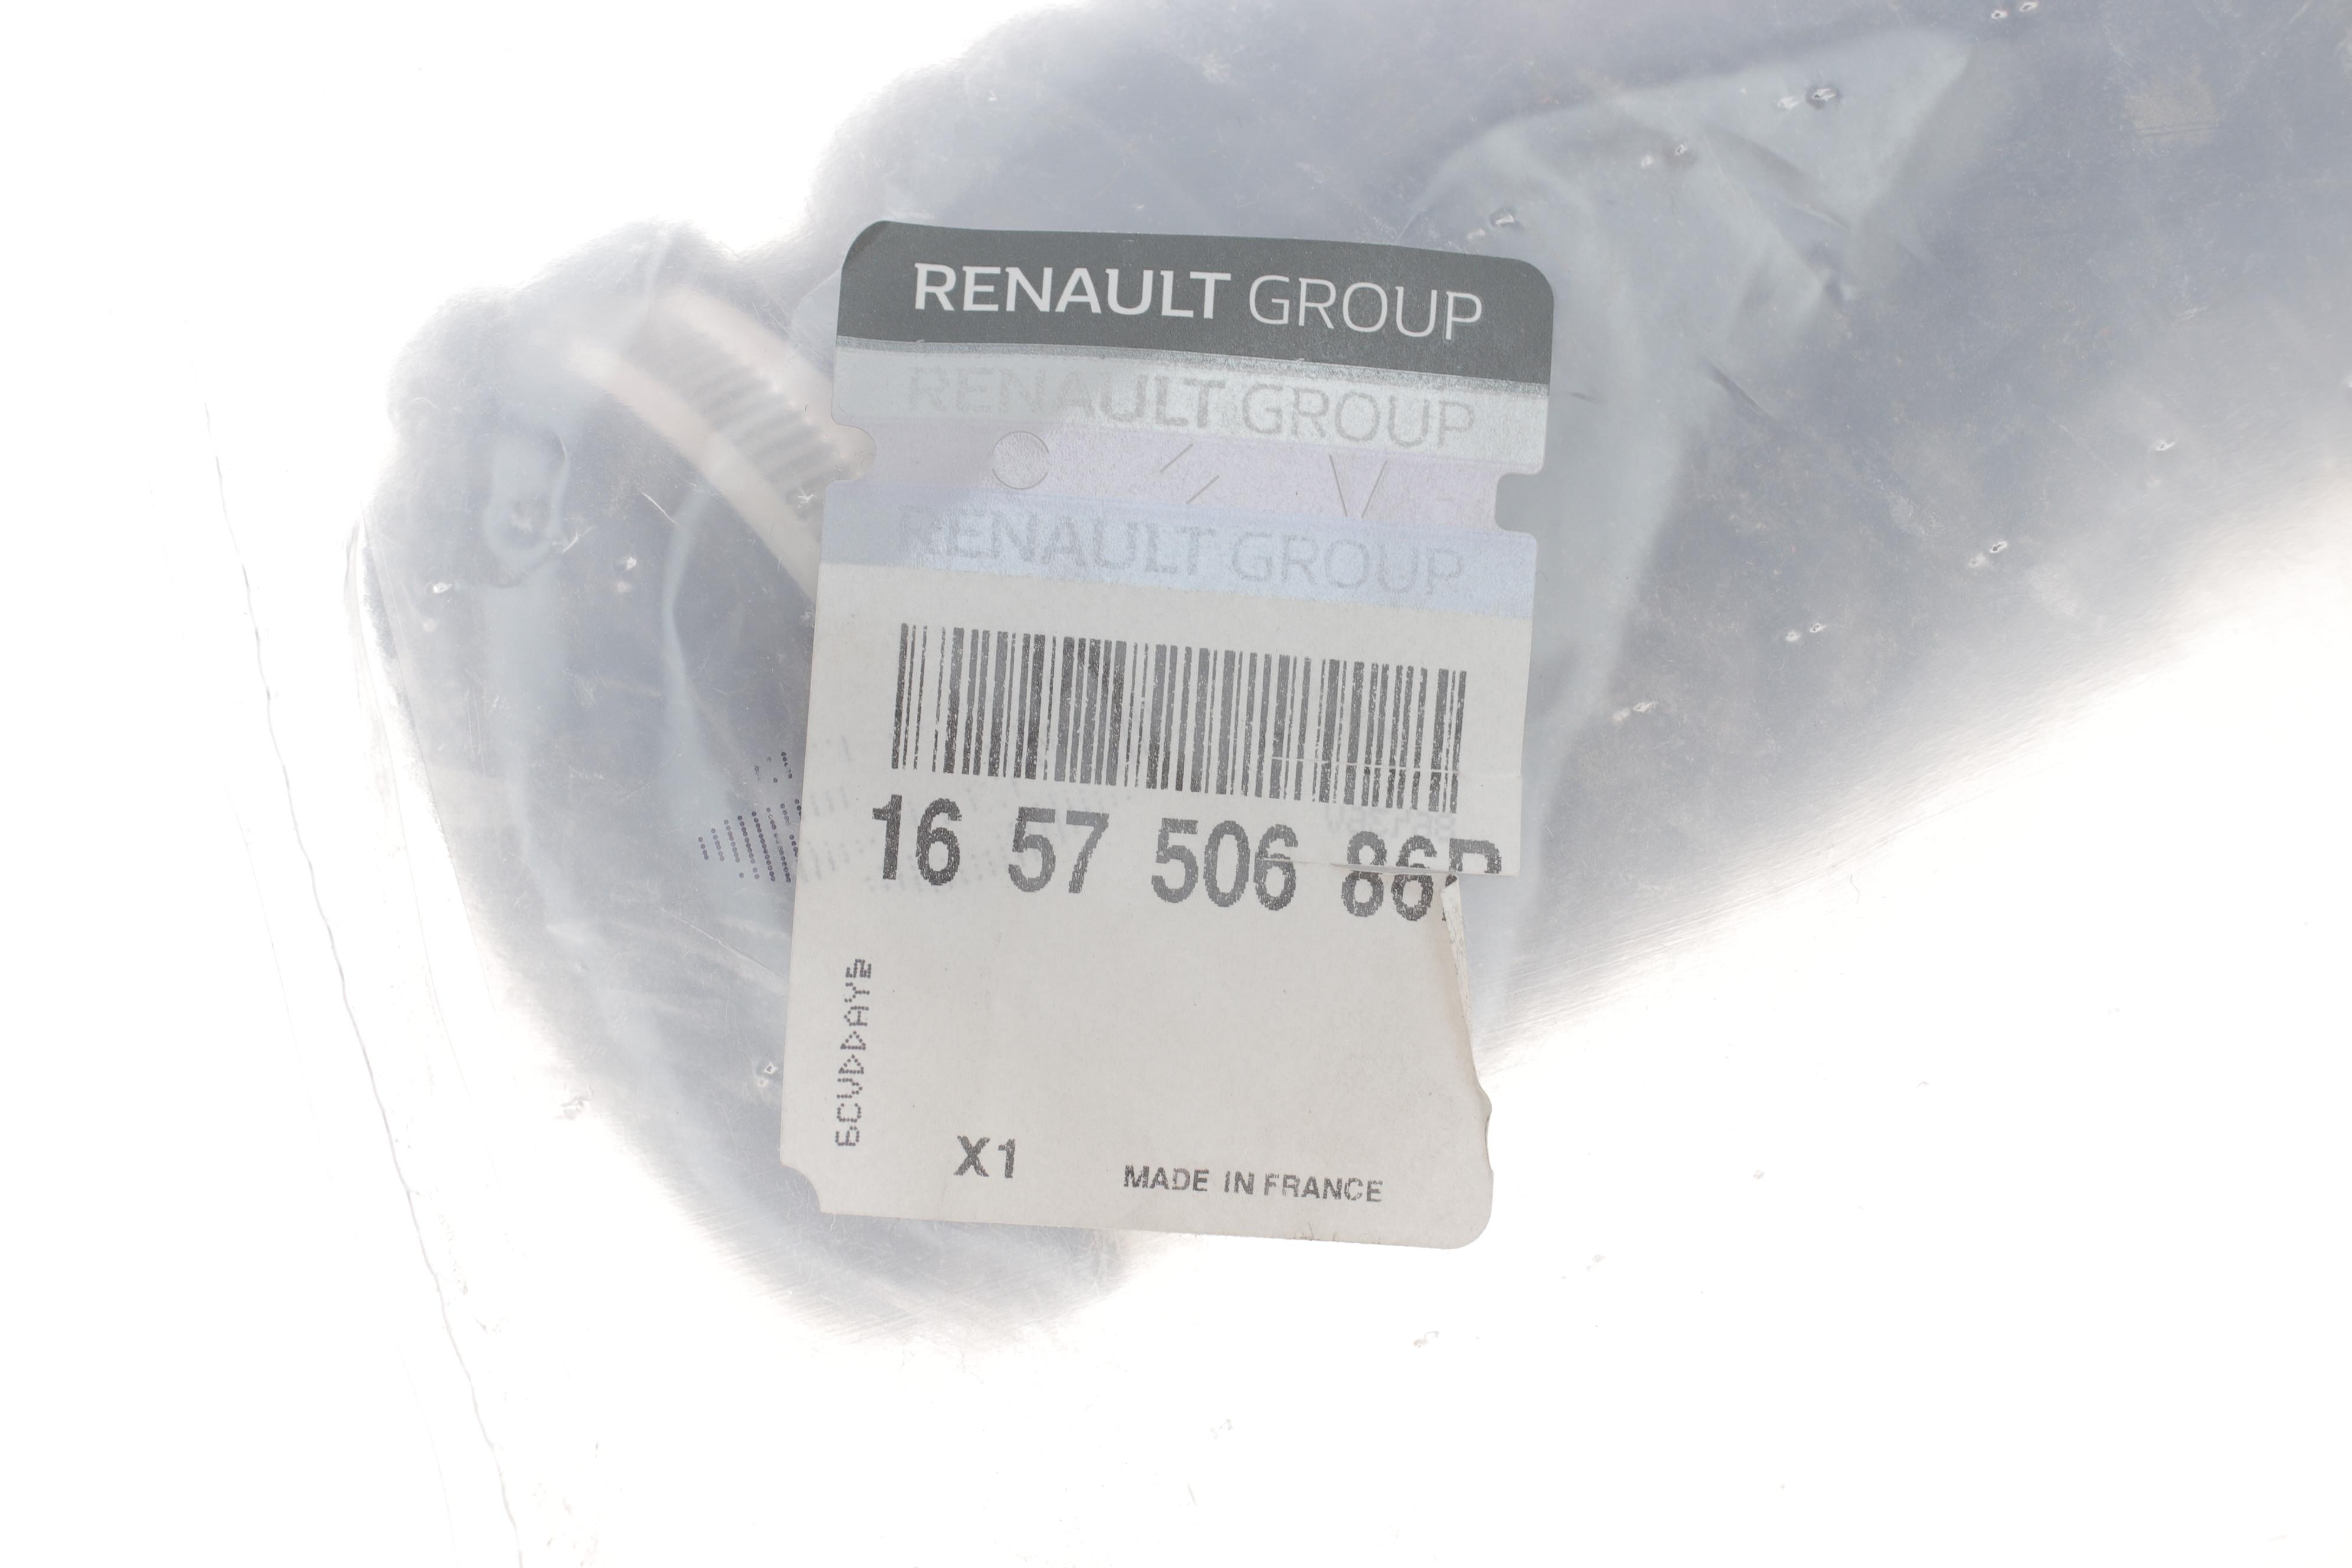 RENAULT GROUP
RENAULT GROUP
RENAULT GROUP
16 57 506 86R
X1
MADE IN FRANCE